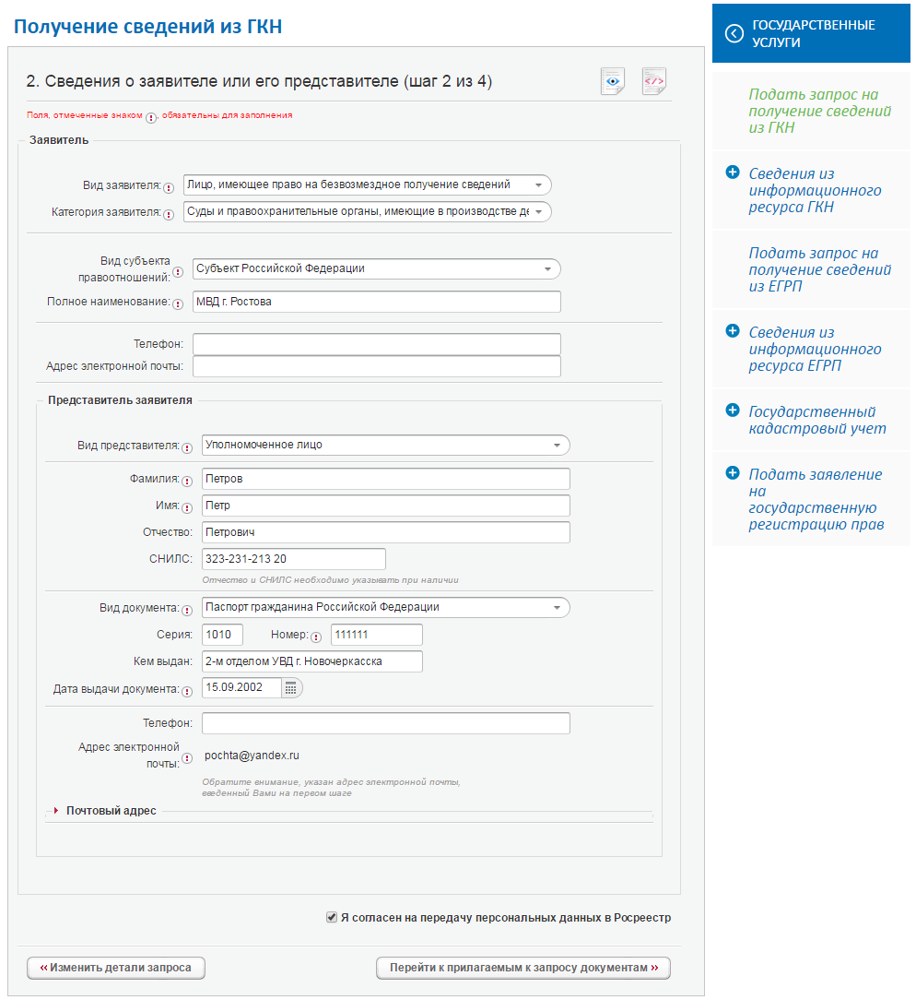 Получение сведений из ГКН
2. Сведения о заявителе или его представителе (шаг 2 из 4)
Поля, отмеченные знаком !, обязательны для заполнения
Заявитель
Вид заявителя: ! Лицо, имеющее право на безвозмездное получение сведений
Категория заявителя: ! Суды и правоохранительные органы, имеющие в производстве де
Вид субъекта
правоотношений: ! Субъект Российской Федерации
Полное наименование: ! МВД г. Ростова
Телефон:
Адрес электронной почты:
Представитель заявителя
Вид представителя: ! Уполномоченное лицо
Фамилия: ! Петров
Имя: ! Петр
Отчество: Петрович
СНИЛС: 323-231-213 20
Отчество и СНИЛС необходимо указывать при наличии
Вид документа: ! Паспорт гражданина Российской Федерации
Серия: 1010 Номер: ! 111111
Кем выдан: 2-м отделом УВД г. Новочеркасска
Дата выдачи документа: ! 15.09.2002
Телефон:
Адрес электронной
почты: ! pochta@yandex.ru
Обратите внимание, указан адрес электронной почты,
введенный Вами на первом шаге
Почтовый адрес
Я согласен на передачу персональных данных в Росреестр
« Изменить детали запроса
Перейти к прилагаемым к запросу документам »
ГОСУДАРСТВЕННЫЕ
УСЛУГИ
Подать запрос на
получение сведений
из ГКН
Сведения из
информационного
ресурса ГКН
Подать запрос на
получение сведений
из ЕГРП
Сведения из
информационного
ресурса ЕГРП
Государственный
кадастровый учет
Подать заявление
на
государственную
регистрацию прав